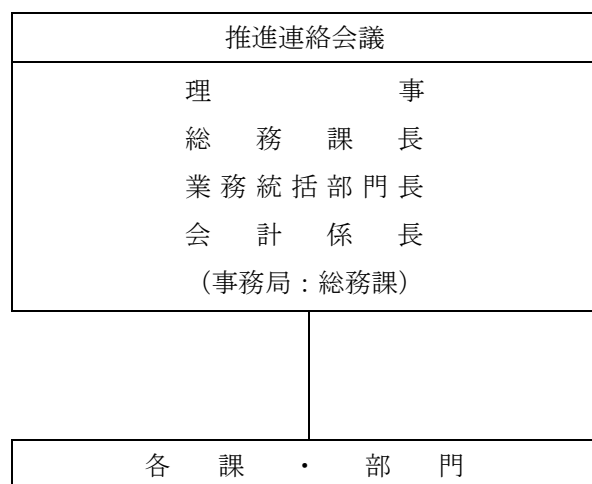 推進連絡会議
理事
総務課長
業務統括部門長
会計係長
(事務局:総務課)
各課・部門